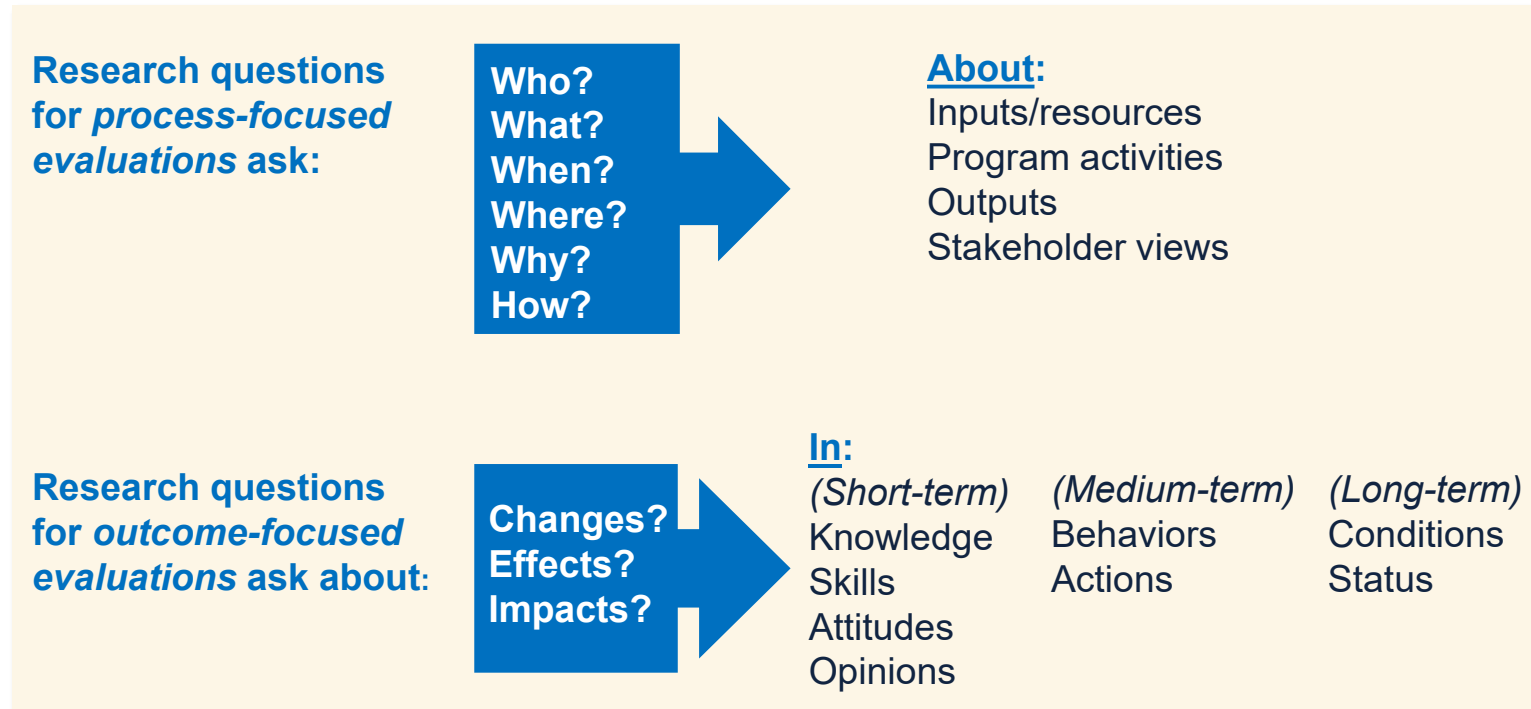 Research questions
for process-focused
evaluations ask:
Who?
What?
When?
Where?
Why?
How?
About:
Inputs/resources
Program activities
Outputs
Stakeholder views
Research questions
for outcome-focused
evaluations ask about:
Changes?
Effects?
Impacts?
In:
(Short-term)
Knowledge
Skills
Attitudes
Opinions
(Medium-term)
Behaviors
Actions
(Long-term)
Conditions
Status